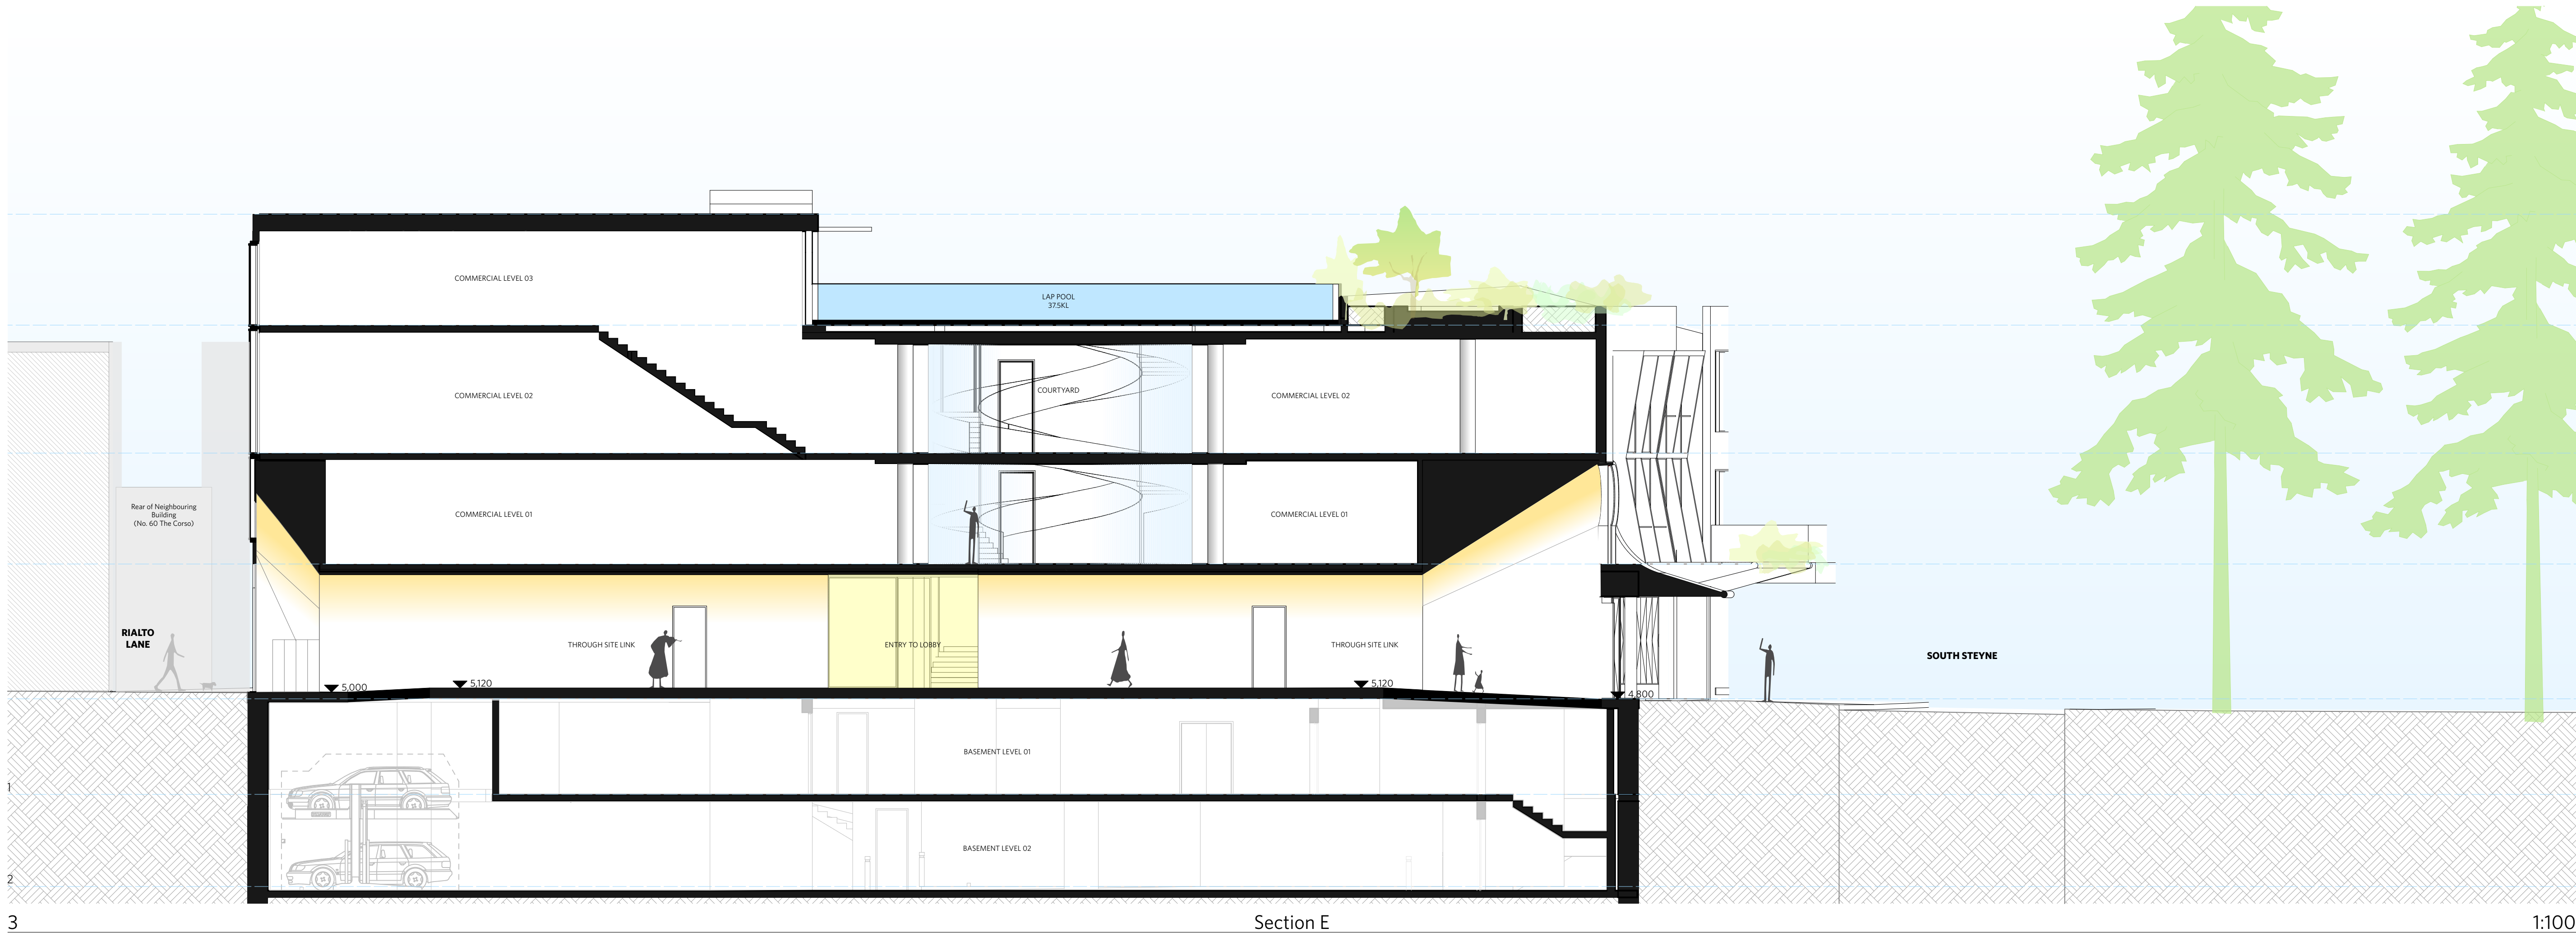 COMMERCIAL LEVEL 03
LAP POOL
37.5KL
COMMERCIAL LEVEL 02
COURTYARD
COMMERCIAL LEVEL 02
Rear of Neighbouring
Building
(No. 60 The Corso)
COMMERCIAL LEVEL 01
COMMERCIAL LEVEL 01
RIALTO
LANE
THROUGH SITE LINK
ENTRY TO LOBBY
THROUGH SITE LINK
SOUTH STEYNE
5,000
5,120
5,120
4,800
BASEMENT LEVEL 01
1
BASEMENT LEVEL 02
2
3
Section E
1:100